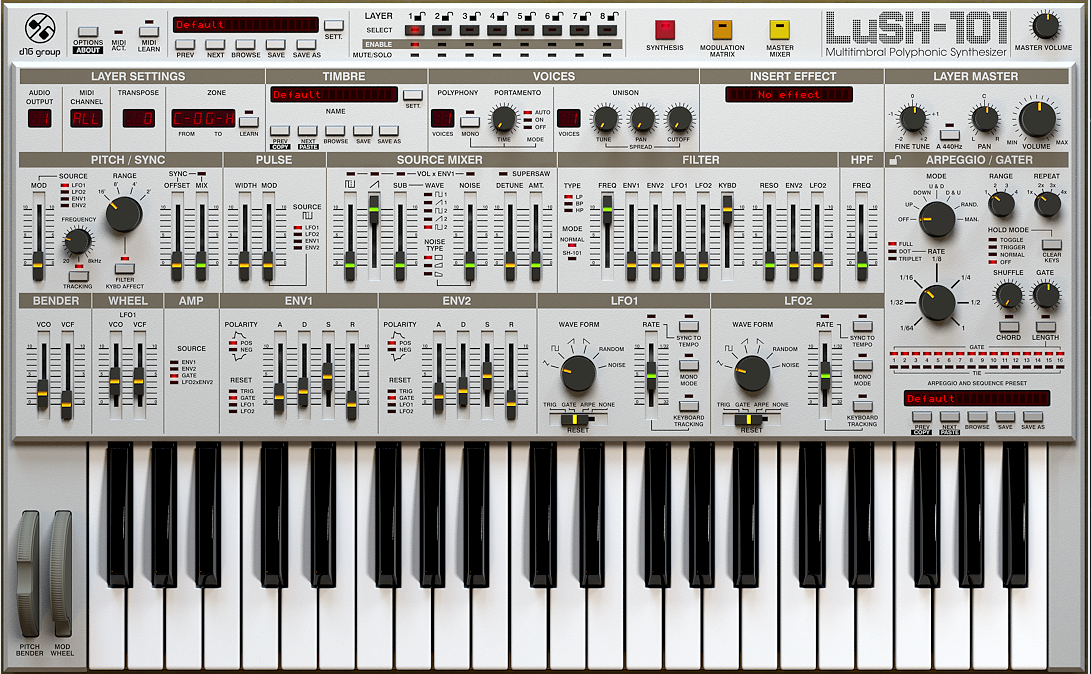 d16 group
OPTIONS
ABOUT
MIDI ACT.
MIDI LEARN
Default
SETT.
PREV NEXT BROWSE SAVE SAVE AS
LAYER 1 2 3 4 5 6 7 8
SELECT
ENABLE
MUTE/SOLO
SYNTHESIS
MODULATION MATRIX
MASTER MIXER
LuSH-101
Multitimbral Polyphonic Synthesizer
MASTER VOLUME
LAYER SETTINGS
AUDIO OUTPUT
MIDI CHANNEL
ALL
TRANSPOSE
0
ZONE
C-0G-H
FROM TO
LEARN
TIMBRE
Default
SETT.
NAME
PREV NEXT BROWSE SAVE SAVE AS
COPY PASTE
VOICES
POLYPHONY
VOICES
MONO
PORTAMENTO
TIME
AUTO
ON
OFF
MODE
UNISON
VOICES
TUNE PAN CUTOFF
SPREAD
INSERT EFFECT
No effect
LAYER MASTER
0
-1 +1
-2 +2
FINE TUNE
A 440Hz
C
L R
PAN
MIN MAX
VOLUME
PITCH / SYNC
MOD
SOURCE
LFO1
LFO2
ENV1
ENV2
FREQUENCY
20 8kHz
TRACKING
RANGE
16' 8' 4' 2'
FILTER
KYBD AFFECT
SYNC
OFFSET MIX
PULSE
WIDTH MOD
SOURCE
LFO1
LFO2
ENV1
ENV2
SOURCE MIXER
VOL x ENV1
SUB WAVE
NOISE
NOISE TYPE
SUPERSAW
DETUNE AMT.
FILTER
TYPE
LP
BP
HP
MODE
NORMAL
SH-101
FREQ ENV1 ENV2 LFO1 LFO2 KYBD
RESO ENV2 LFO2
HPF
FREQ
ARPEGGIO / GATER
MODE
U & D
DOWN D & U
UP RAND.
OFF MAN.
RANGE
1 2 3 4
REPEAT
1x 2x 3x 4x
HOLD MODE
TOGGLE
TRIGGER
NORMAL
OFF
CLEAR KEYS
FULL
DOT
TRIPLET
RATE
1/8
1/16 1/4
1/32 1/2
1/64 1
SHUFFLE GATE
CHORD LENGTH
GATE
1 2 3 4 5 6 7 8 9 10 11 12 13 14 15 16
TIE
ARPEGGIO AND SEQUENCE PRESET
Default
PREV NEXT BROWSE SAVE SAVE AS
COPY PASTE
BENDER
VCO VCF
WHEEL
LFO1
VCO VCF
AMP
SOURCE
ENV1
ENV2
GATE
LFO2xENV2
ENV1
POLARITY
POS
NEG
RESET
TRIG
GATE
LFO1
LFO2
A D S R
ENV2
POLARITY
POS
NEG
RESET
TRIG
GATE
LFO1
LFO2
A D S R
LFO1
WAVE FORM
RANDOM
NOISE
TRIG GATE ARPE NONE
RESET
RATE
SYNC TO TEMPO
MONO MODE
KEYBOARD TRACKING
LFO2
WAVE FORM
RANDOM
NOISE
TRIG GATE ARPE NONE
RESET
RATE
SYNC TO TEMPO
MONO MODE
KEYBOARD TRACKING
PITCH BENDER
MOD WHEEL